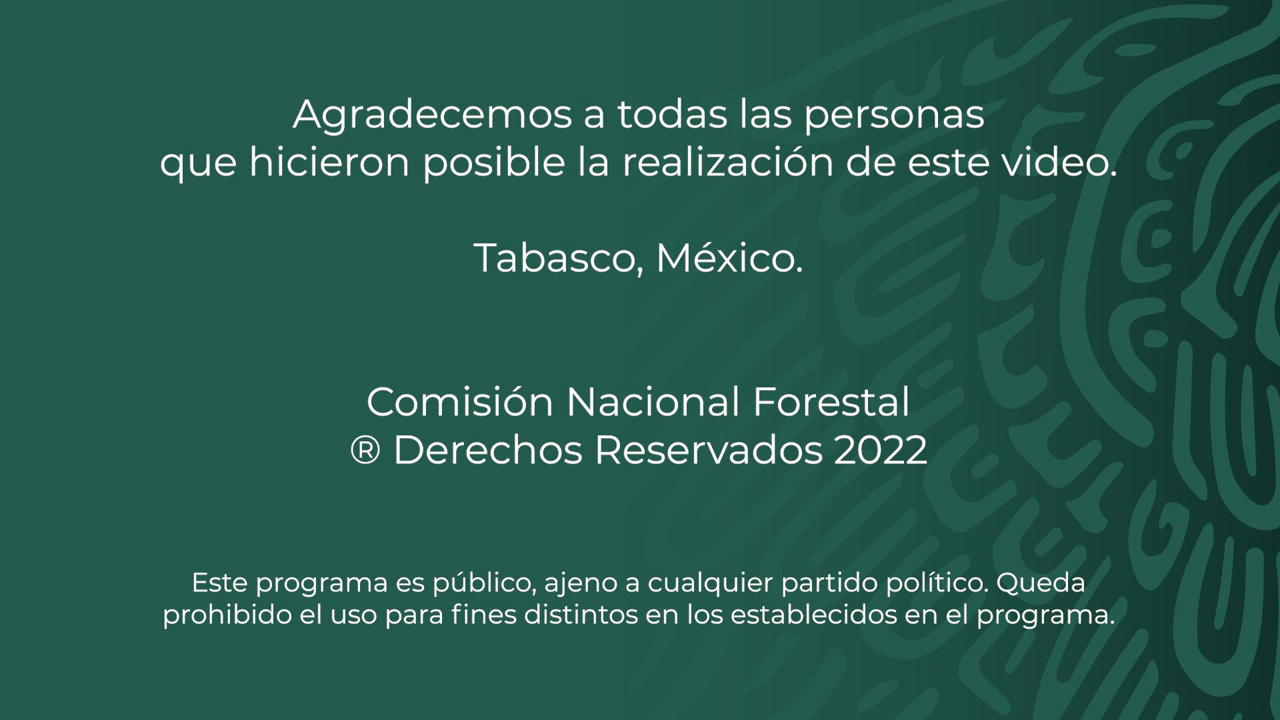 Agradecemos a todas las personas
que hicieron posible la realización de este video.
Tabasco, México.
Comisión Nacional Forestal
® Derechos Reservados 2022
Este programa es público, ajeno a cualquier partido político. Queda
prohibido el uso para fines distintos en los establecidos en el programa.